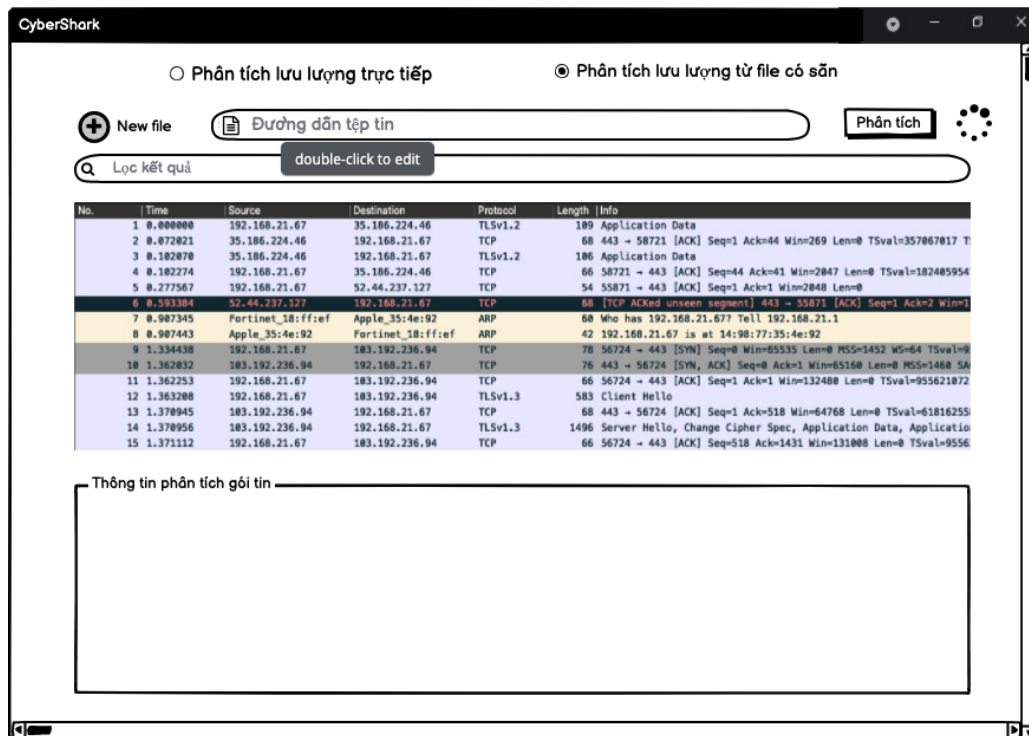 CyberShark
Phân tích lưu lượng trực tiếp
Phân tích lưu lượng từ file có sẵn
New file
Đường dẫn tệp tin
Phân tích
double-click to edit
Lọc kết quả
No. Time Source Destination Protocol Length Info
1 0.000000 192.168.21.67 35.186.224.46 TLSv1.2 109 Application Data
2 0.072021 35.186.224.46 192.168.21.67 TCP 68 443 → 58721 [ACK] Seq=1 Ack=44 Win=269 Len=0 TSval=357067017
3 0.102070 35.186.224.46 192.168.21.67 TLSv1.2 106 Application Data
4 0.102274 192.168.21.67 35.186.224.46 TCP 66 58721 → 443 [ACK] Seq=44 Ack=41 Win=2047 Len=0 TSval=182405954
5 0.277567 192.168.21.67 52.44.237.127 TCP 54 55871 → 443 [ACK] Seq=1 Ack=1 Win=2048 Len=0
6 0.593384 52.44.237.127 192.168.21.67 TCP 68 [TCP ACKed unseen segment] 443 → 55871 [ACK] Seq=1 Ack=2
7 0.907345 Fortinet_18:ff:ef Apple_35:4e:92 ARP 60 Who has 192.168.21.67? Tell 192.168.21.1
8 0.907443 Apple_35:4e:92 Fortinet_18:ff:ef ARP 42 192.168.21.67 is at 14:98:77:35:4e:92
9 1.334438 192.168.21.67 103.192.236.94 TCP 78 56724 → 443 [SYN] Seq=0 Win=65535 Len=0 MSS=1452 WS=64
10 1.362032 103.192.236.94 192.168.21.67 TCP 76 443 → 56724 [SYN, ACK] Seq=0 Ack=1 Win=65160 Len=0 MSS=1460
11 1.362253 192.168.21.67 103.192.236.94 TCP 66 56724 → 443 [ACK] Seq=1 Ack=1 Win=132480 Len=0 TSval=955621072
12 1.363208 192.168.21.67 103.192.236.94 TLSv1.3 583 Client Hello
13 1.370945 103.192.236.94 192.168.21.67 TCP 68 443 → 56724 [ACK] Seq=1 Ack=518 Win=64768 Len=0
14 1.370956 103.192.236.94 192.168.21.67 TLSv1.3 1496 Server Hello, Change Cipher Spec, Application Data, Applicatio
15 1.371112 192.168.21.67 103.192.236.94 TCP 66 56724 → 443 [ACK] Seq=518 Ack=1431 Win=131008 Len=0
Thông tin phân tích gói tin